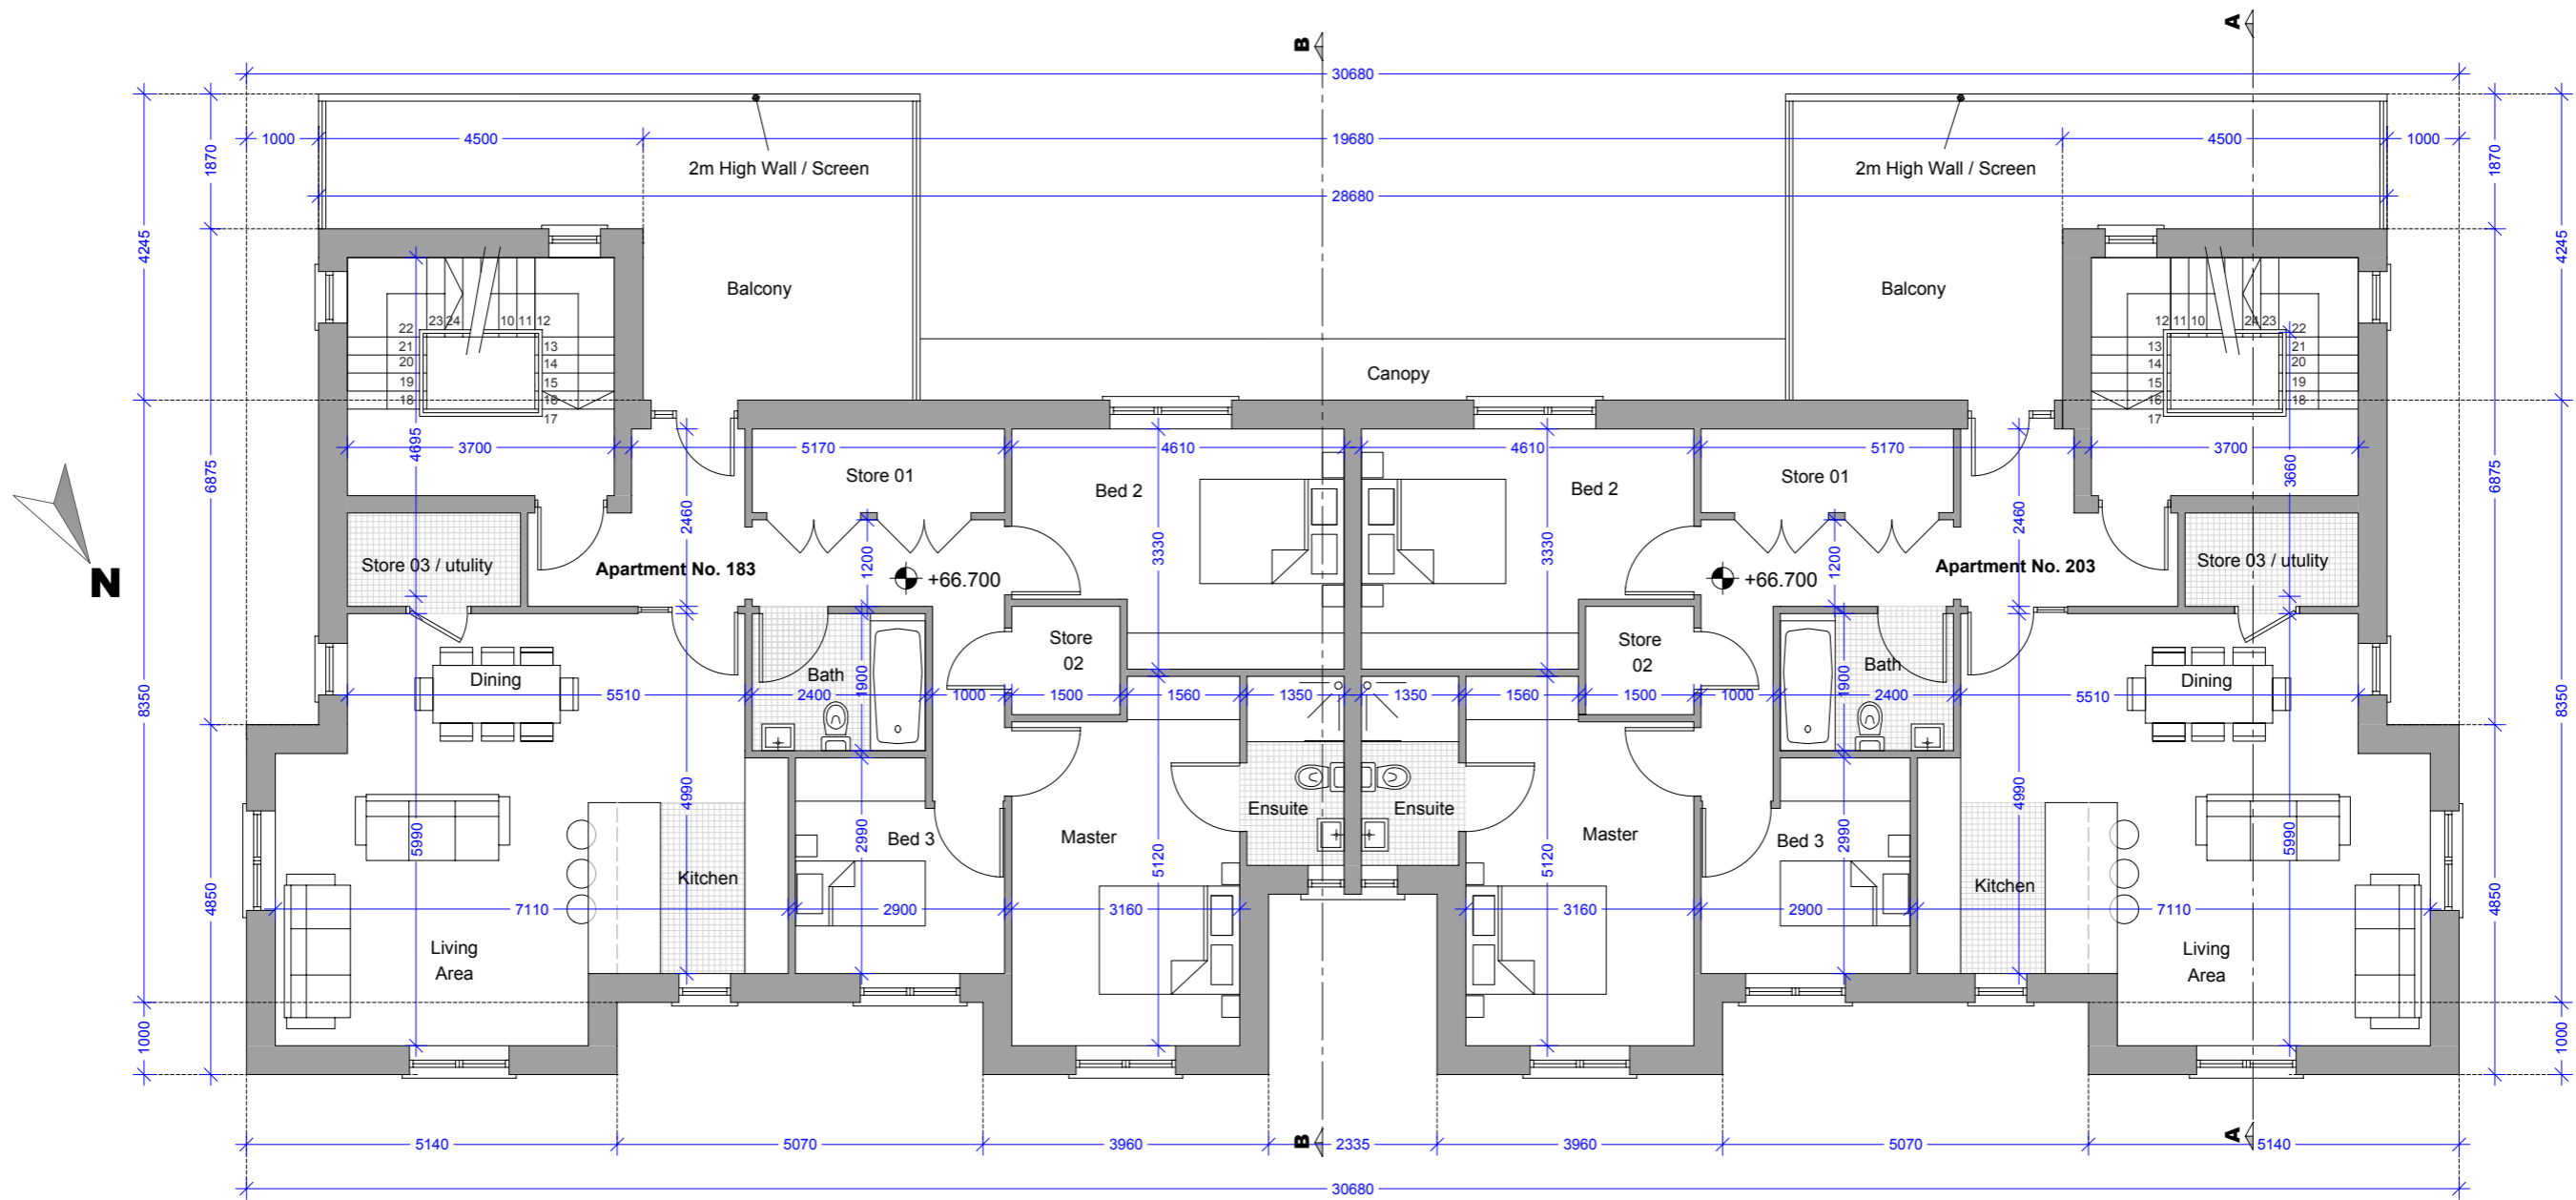 A
B
30680
1000
4500
19680
4500
1000
2m High Wall / Screen
2m High Wall / Screen
28680
1870
4245
6875
8350
4850
1000
1870
4245
6875
8350
4850
1000
Balcony
Balcony
Canopy
22
23
24
10
11
12
21
20
19
18
13
14
15
16
17
12
11
10
24
23
22
13
14
15
16
17
21
20
19
18
4695
3700
5170
4610
4610
5170
3700
3660
Store 01
Bed 2
Bed 2
Store 01
2460
1200
3330
3330
1200
2460
Store 03 / utulity
Apartment No. 183
+66.700
+66.700
Apartment No. 203
Store 03 / utulity
N
Store
02
Store
02
Dining
Bath
Bath
Dining
5510
2400
1900
1000
1500
1560
1350
1350
1560
1500
1000
1900
2400
5510
4990
5990
2990
5120
5120
2990
4990
5990
Ensuite
Ensuite
Master
Master
Bed 3
Bed 3
Kitchen
Kitchen
7110
2900
3160
3160
2900
7110
Living
Area
Living
Area
5140
5070
3960
B
2335
3960
5070
A
5140
30680